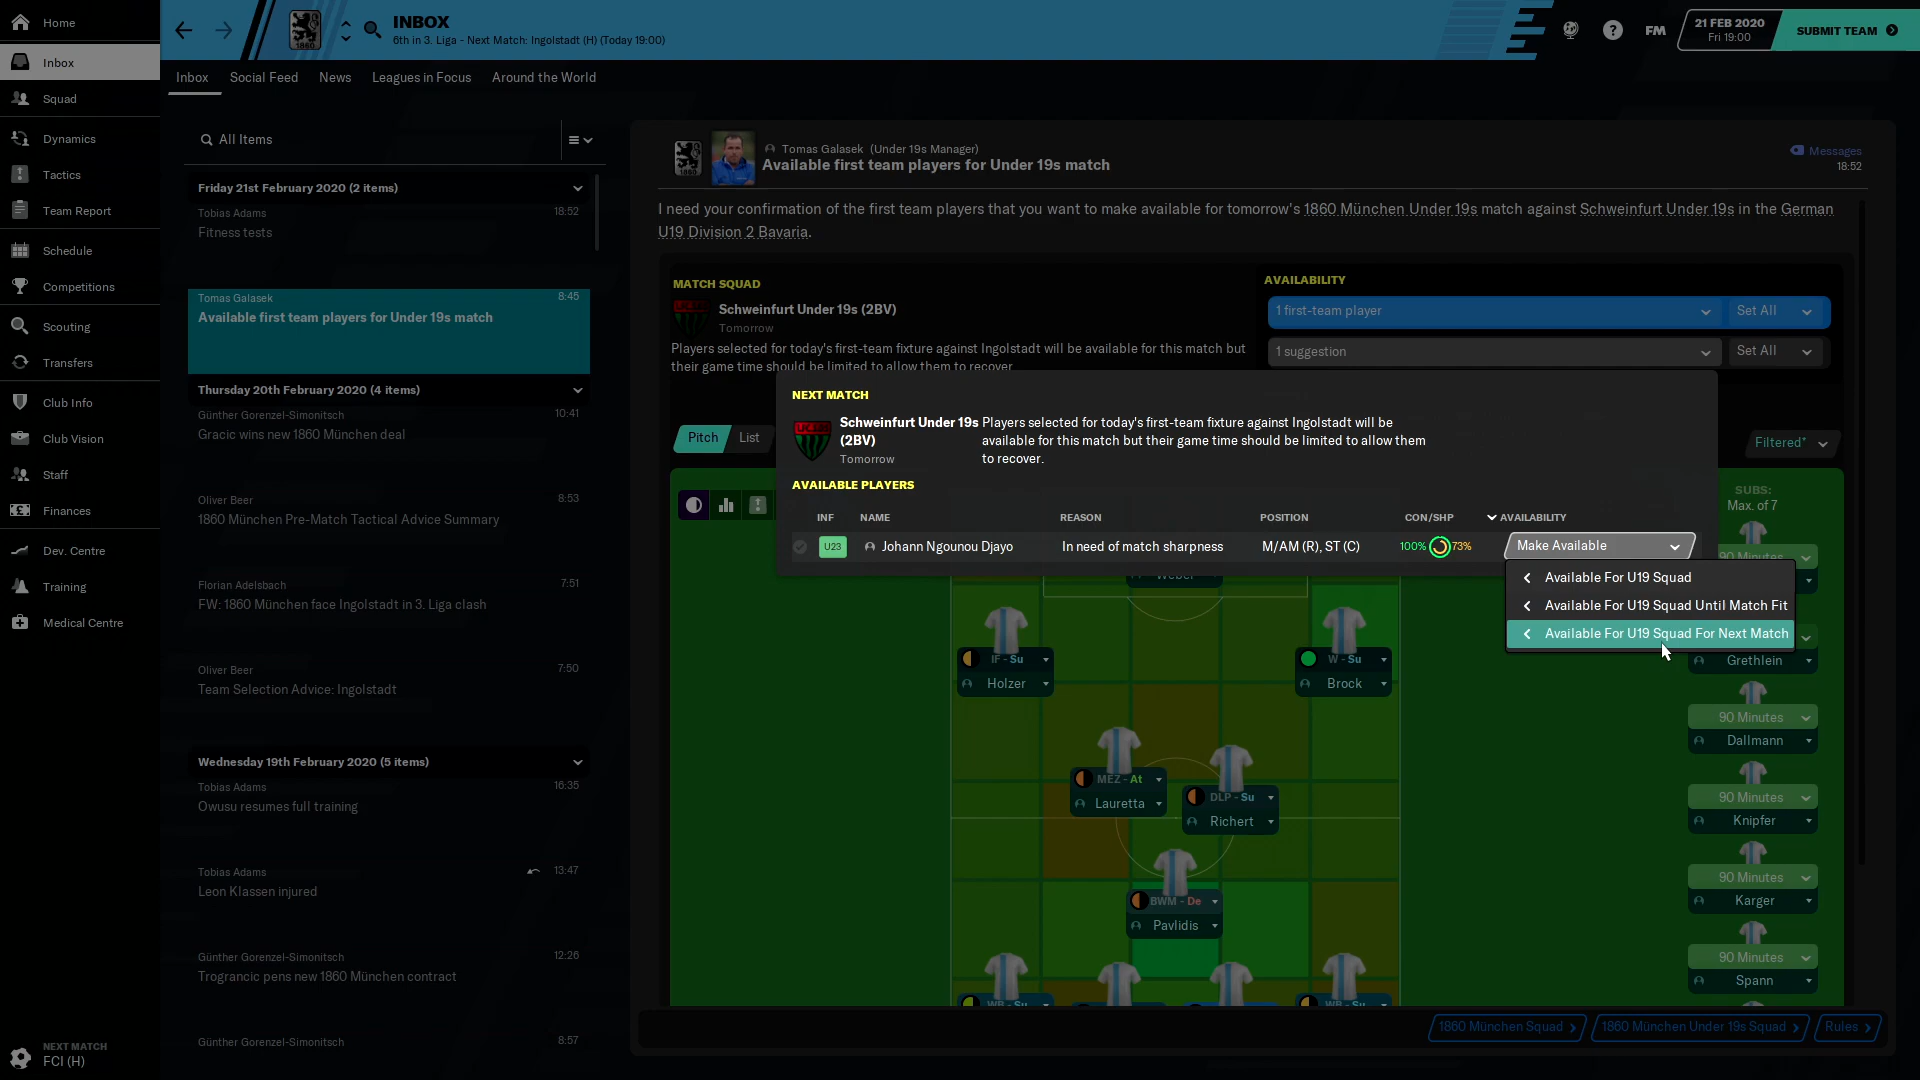 Home
Inbox
Squad
Dynamics
Tactics
Team Report
Schedule
Competitions
Scouting
Transfers
Club Info
Club Vision
Staff
Finances
Dev. Centre
Training
Medical Centre
NEXT MATCH
FCI (H)
INBOX
6th in 3. Liga - Next Match: Ingolstadt (H) (Today 19:00)
FM
21 FEB 2020
Fri 19:00
SUBMIT TEAM
Inbox Social Feed News Leagues in Focus Around the World
All Items
Friday 21st February 2020 (2 items)
Tobias Adams 18:52
Fitness tests
Tomas Galasek 8:45
Available first team players for Under 19s match
Thursday 20th February 2020 (4 items)
Günther Gorenzel-Simonitsch 10:41
Gracic wins new 1860 München deal
Oliver Beer 8:53
1860 München Pre-Match Tactical Advice Summary
Florian Adelsbach 7:51
FW: 1860 München face Ingolstadt in 3. Liga clash
Oliver Beer 7:50
Team Selection Advice: Ingolstadt
Wednesday 19th February 2020 (5 items)
Tobias Adams 16:35
Owusu resumes full training
Tobias Adams 13:47
Leon Klassen injured
Günther Gorenzel-Simonitsch 12:26
Trograncic pens new 1860 München contract
Günther Gorenzel-Simonitsch 8:57
Tomas Galasek (Under 19s Manager)
Available first team players for Under 19s match
Messages
18:52
I need your confirmation of the first team players that you want to make available for tomorrow's 1860 München Under 19s match against Schweinfurt Under 19s in the German
U19 Division 2 Bavaria.
MATCH SQUAD
Schweinfurt Under 19s (2BV)
Tomorrow
Players selected for today's first-team fixture against Ingolstadt will be available for this match but
their game time should be limited to allow them to recover
AVAILABILITY
1 first-team player Set All
1 suggestion Set All
Pitch List
Filtered*
NEXT MATCH
Schweinfurt Under 19s
(2BV)
Tomorrow
Players selected for today's first-team fixture against Ingolstadt will be
available for this match but their game time should be limited to allow them
to recover.
AVAILABLE PLAYERS
INF NAME REASON POSITION CON/SHP AVAILABILITY
U23 Johann Ngounou Djayo In need of match sharpness M/AM (R), ST (C) 100% 73% Make Available
Available For U19 Squad
Available For U19 Squad Until Match Fit
Available For U19 Squad For Next Match
SUBS:
Max. of 7
90 Minutes
Grethlein
90 Minutes
Dallmann
90 Minutes
Knipfer
90 Minutes
Karger
90 Minutes
Spann
Weber
IF - Su
Holzer
W - Su
Brock
MEZ - At
Lauretta
DLP - Su
Richert
BWM - De
Pavlidis
WB - Su
WB - Su
1860 München Squad
1860 München Under 19s Squad
Rules